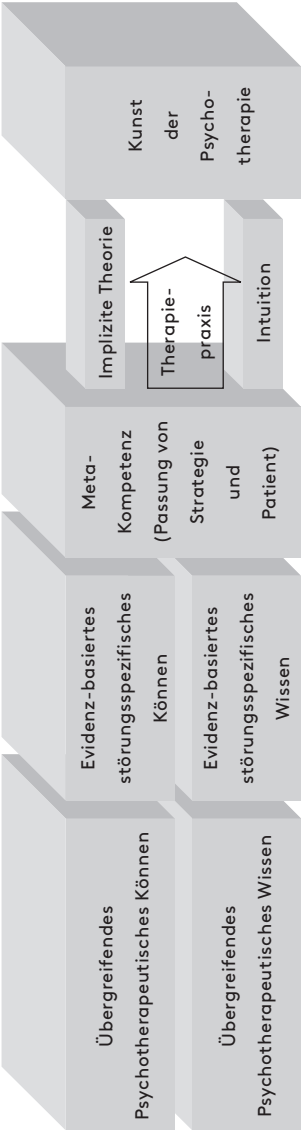 Übergreifendes
Psychotherapeutisches Können
Übergreifendes
Psychotherapeutisches Wissen
Evidenz-basiertes
störungsspezifisches
Können
Evidenz-basiertes
störungsspezifisches
Wissen
Meta-
Kompetenz
(Passung von
Strategie
und
Patient)
Implizite Theorie
Therapie-
praxis
Intuition
Kunst
der
Psycho-
therapie